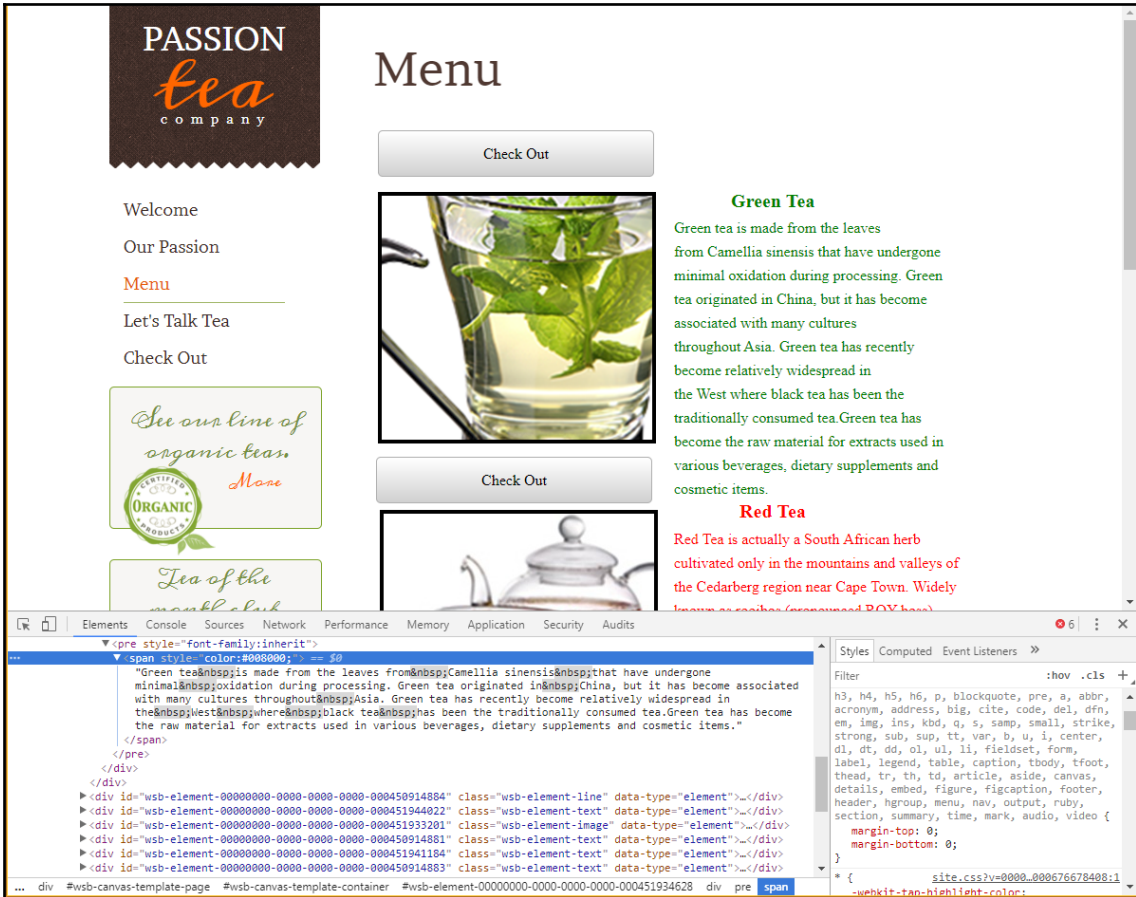 PASSION
tea
company
Menu
Check Out
Welcome
Our Passion
Menu
Let's Talk Tea
Check Out
See our line of
organic teas.
More
CERTIFIED
ORGANIC
PRODUCTS
Tea of the
month club
Green Tea
Green tea is made from the leaves
from Camellia sinensis that have undergone
minimal oxidation during processing. Green
tea originated in China, but it has become
associated with many cultures
throughout Asia. Green tea has recently
become relatively widespread in
the West where black tea has been the
traditionally consumed tea.Green tea has
become the raw material for extracts used in
various beverages, dietary supplements and
cosmetic items.
Check Out
Red Tea
Red Tea is actually a South African herb
cultivated only in the mountains and valleys of
the Cedarberg region near Cape Town. Widely
known as rooibos (pronounced ROY-boss)
Elements Console Sources Network Performance Memory Application Security Audits 6
▼<pre style="font-family:inherit">
... ▼<span style="color:#008000;"> == $0
"Green tea&nbsp;is made from the leaves from&nbsp;Camellia sinensis&nbsp;that have undergone
minimal&nbsp;oxidation during processing. Green tea originated in&nbsp;China, but it has become associated
with many cultures throughout&nbsp;Asia. Green tea has recently become relatively widespread in
the&nbsp;West&nbsp;where&nbsp;black tea&nbsp;has been the traditionally consumed tea.Green tea has become
the raw material for extracts used in various beverages, dietary supplements and cosmetic items."
</span>
</pre>
</div>
</div>
▶<div id="wsb-element-00000000-0000-0000-0000-000450914884" class="wsb-element-line" data-type="element">…</div>
▶<div id="wsb-element-00000000-0000-0000-0000-000451944022" class="wsb-element-text" data-type="element">…</div>
▶<div id="wsb-element-00000000-0000-0000-0000-000451933201" class="wsb-element-image" data-type="element">…</div>
▶<div id="wsb-element-00000000-0000-0000-0000-000450914881" class="wsb-element-text" data-type="element">…</div>
▶<div id="wsb-element-00000000-0000-0000-0000-000451941184" class="wsb-element-text" data-type="element">…</div>
▶<div id="wsb-element-00000000-0000-0000-0000-000450914883" class="wsb-element-text" data-type="element">…</div>
... div #wsb-canvas-template-page #wsb-canvas-template-container #wsb-element-00000000-0000-0000-0000-000451934628 div pre span
Styles Computed Event Listeners »
Filter :hov .cls +
h3, h4, h5, h6, p, blockquote, pre, a, abbr,
acronym, address, big, cite, code, del, dfn,
em, img, ins, kbd, q, s, samp, small, strike,
strong, sub, sup, tt, var, b, u, i, center,
dl, dt, dd, ol, ul, li, fieldset, form,
label, legend, table, caption, tbody, tfoot,
thead, tr, th, td, article, aside, canvas,
details, embed, figure, figcaption, footer,
header, hgroup, menu, nav, output, ruby,
section, summary, time, mark, audio, video {
margin-top: 0;
margin-bottom: 0;
}
* { site.css?v=0000…000676678408:1
-webkit-tap-highlight-color: